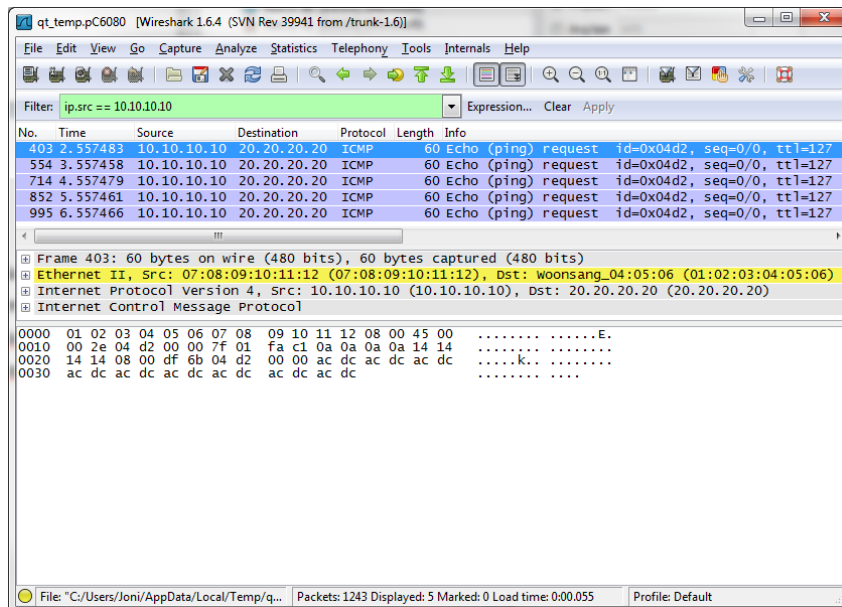 qt_temp.pC6080 [Wireshark 1.6.4 (SVN Rev 39941 from /trunk-1.6)]
File Edit View Go Capture Analyze Statistics Telephony Tools Internals Help
Filter: ip.src == 10.10.10.10 Expression... Clear Apply
No. Time Source Destination Protocol Length Info
403 2.557483 10.10.10.10 20.20.20.20 ICMP 60 Echo (ping) request id=0x04d2, seq=0/0, ttl=127
554 3.557458 10.10.10.10 20.20.20.20 ICMP 60 Echo (ping) request id=0x04d2, seq=0/0, ttl=127
714 4.557479 10.10.10.10 20.20.20.20 ICMP 60 Echo (ping) request id=0x04d2, seq=0/0, ttl=127
852 5.557461 10.10.10.10 20.20.20.20 ICMP 60 Echo (ping) request id=0x04d2, seq=0/0, ttl=127
995 6.557466 10.10.10.10 20.20.20.20 ICMP 60 Echo (ping) request id=0x04d2, seq=0/0, ttl=127
Frame 403: 60 bytes on wire (480 bits), 60 bytes captured (480 bits)
Ethernet II, Src: 07:08:09:10:11:12 (07:08:09:10:11:12), Dst: Woonsang_04:05:06 (01:02:03:04:05:06)
Internet Protocol Version 4, Src: 10.10.10.10 (10.10.10.10), Dst: 20.20.20.20 (20.20.20.20)
Internet Control Message Protocol
0000 01 02 03 04 05 06 07 08 09 10 11 12 08 00 45 00 ........ ......E.
0010 00 2e 04 d2 00 00 7f 01 fa c1 0a 0a 0a 0a 14 14 ........ ........
0020 14 14 08 00 df 6b 04 d2 00 00 ac dc ac dc ac dc .....k.. ........
0030 ac dc ac dc ac dc ac dc ac dc ac dc ........ ....
File: "C:/Users/Joni/AppData/Local/Temp/q... Packets: 1243 Displayed: 5 Marked: 0 Load time: 0:00.055 Profile: Default